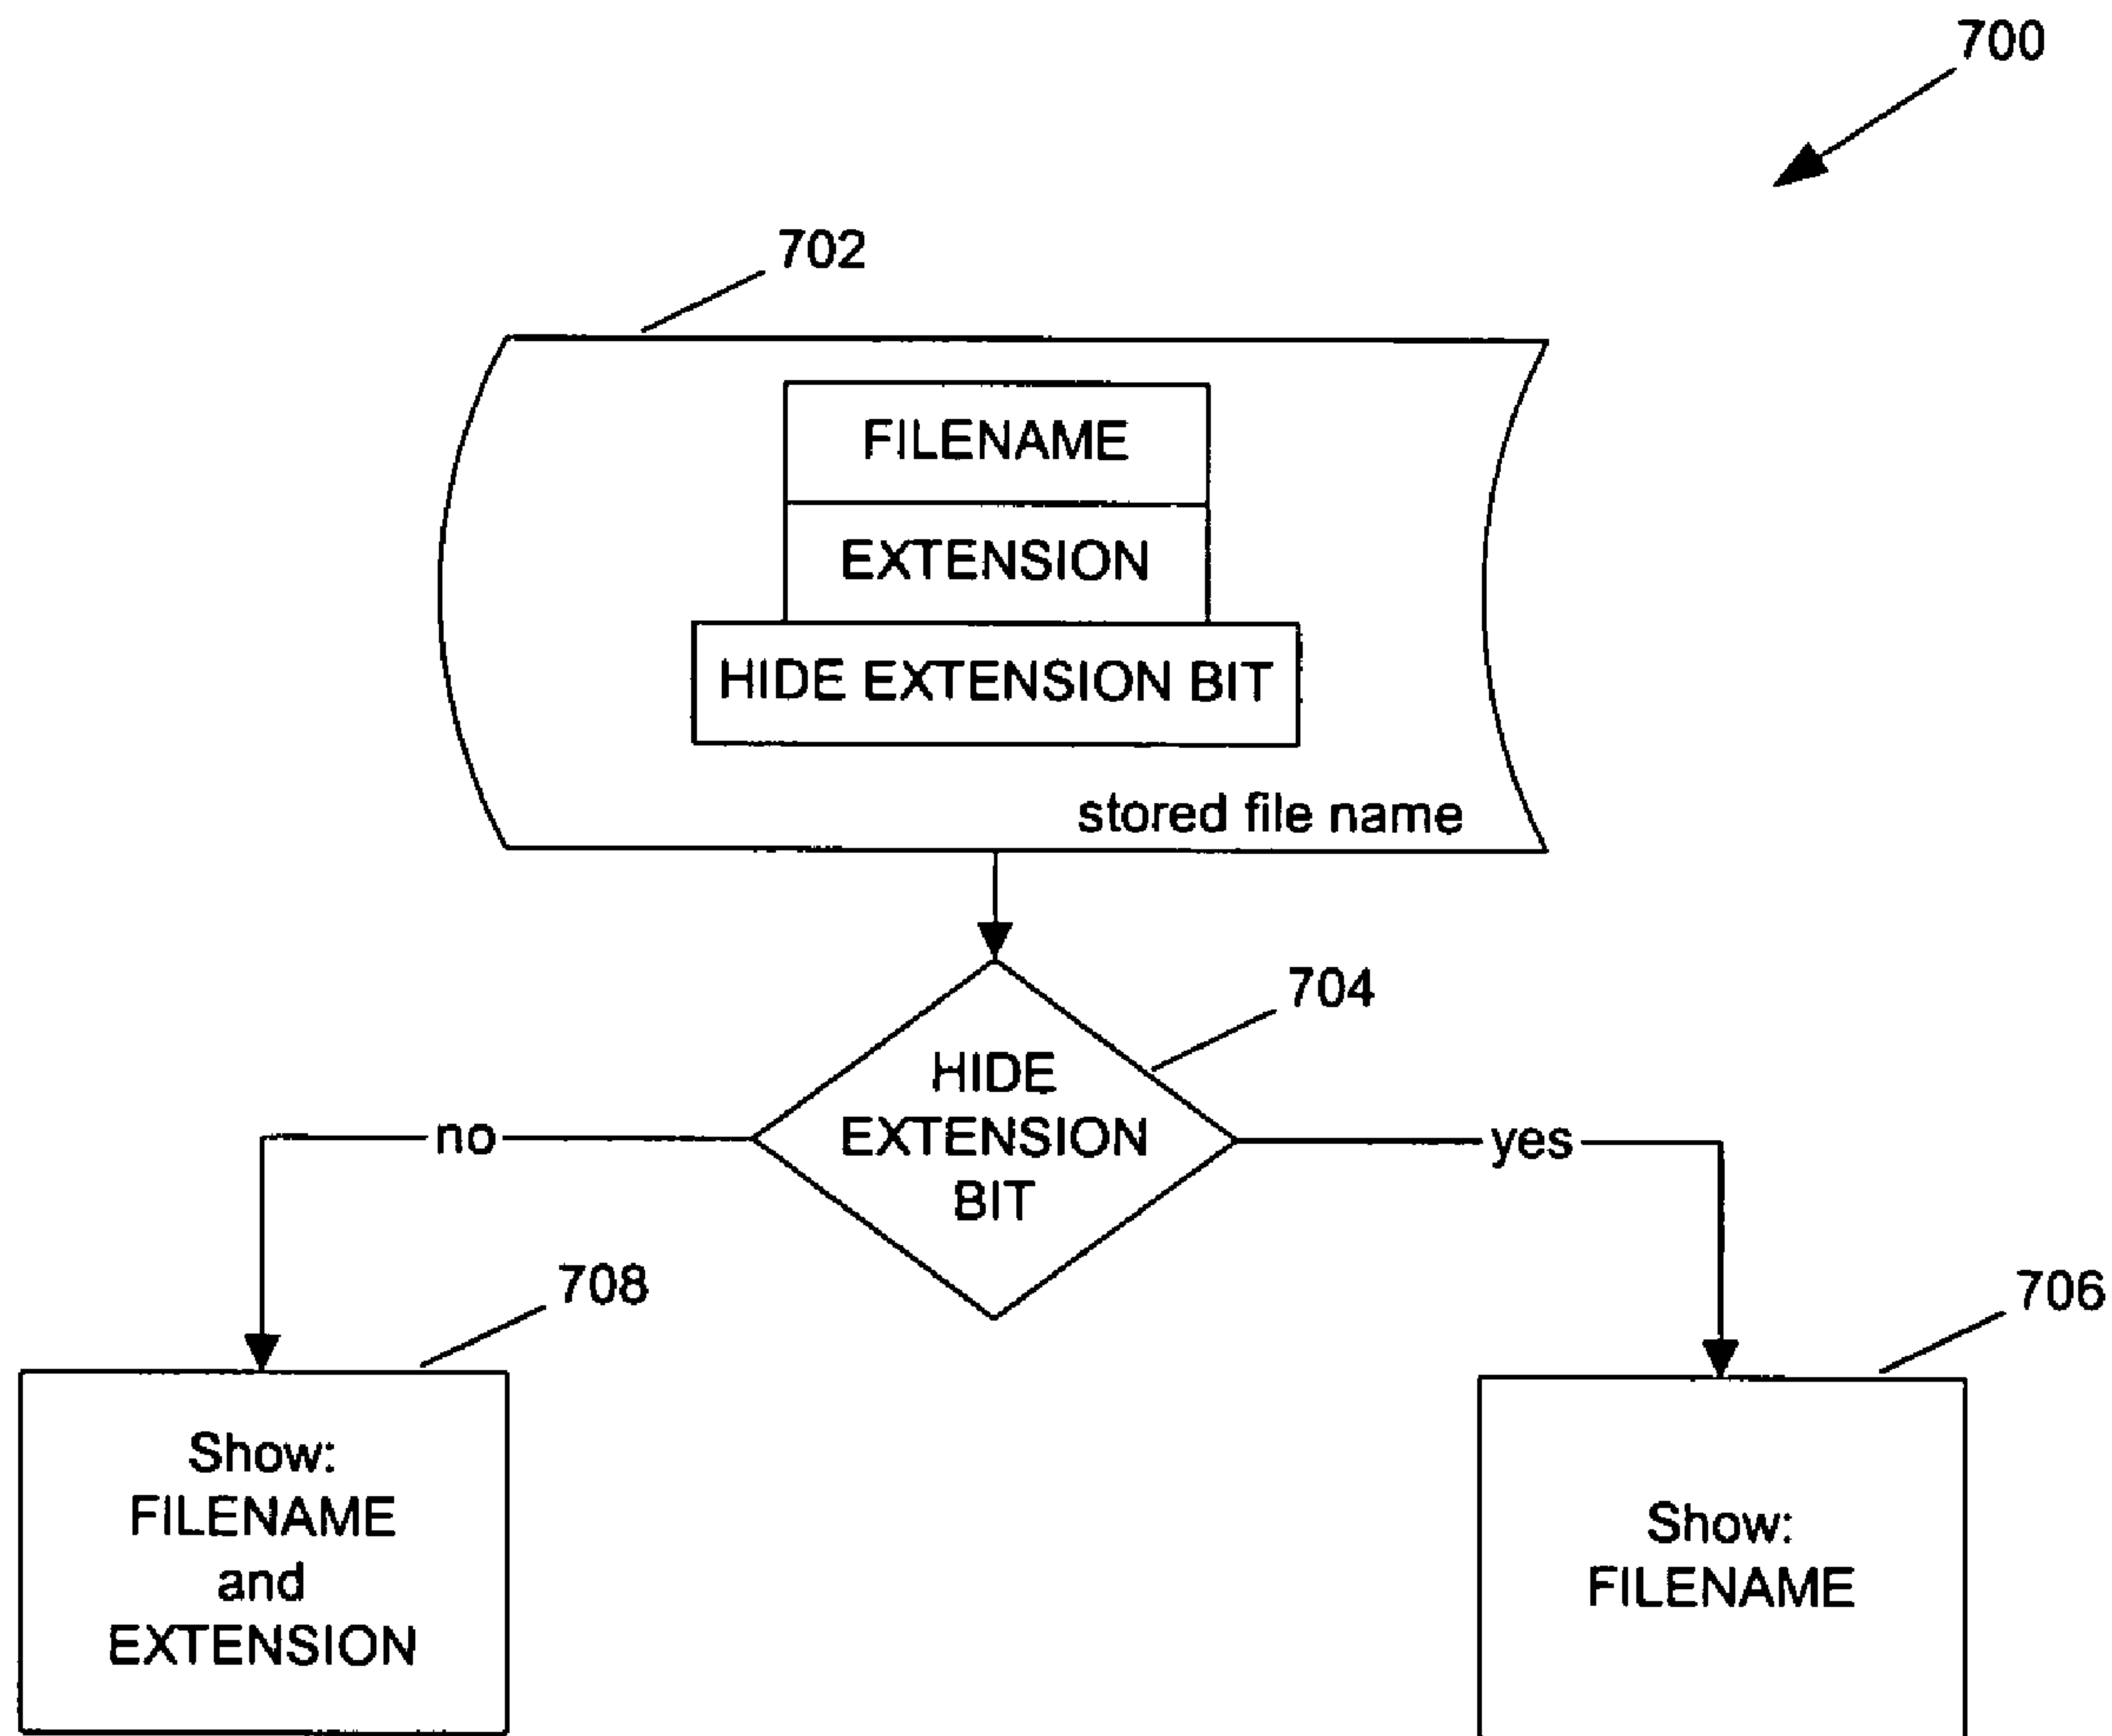 700
702
FILENAME
EXTENSION
HIDE EXTENSION BIT
stored file name
704
HIDE
EXTENSION
BIT
no
yes
708
706
Show:
FILENAME
and
EXTENSION
Show:
FILENAME